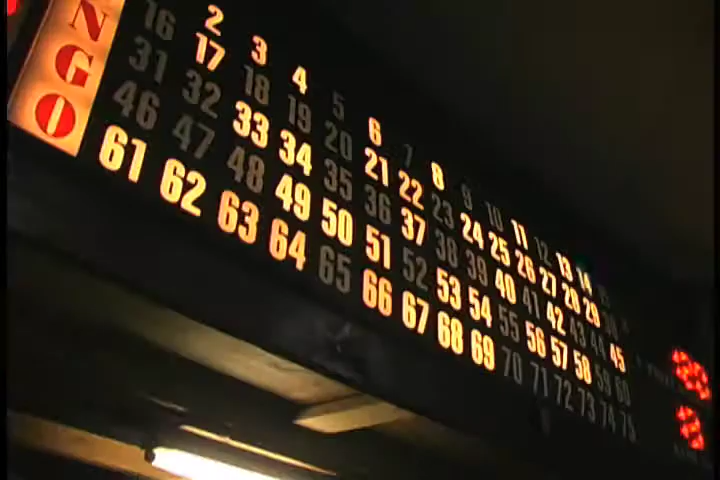 N
G
O
2 3 4 5 6 7 8 9 10 11 12 13 14
16 17 18 19 20 21 22 23 24 25 26 27 28 29
31 32 33 34 35 36 37 38 39 40 41 42 43 44 45
46 47 48 49 50 51 52 53 54 55 56 57 58 59 60
61 62 63 64 65 66 67 68 69 70 71 72 73 74 75